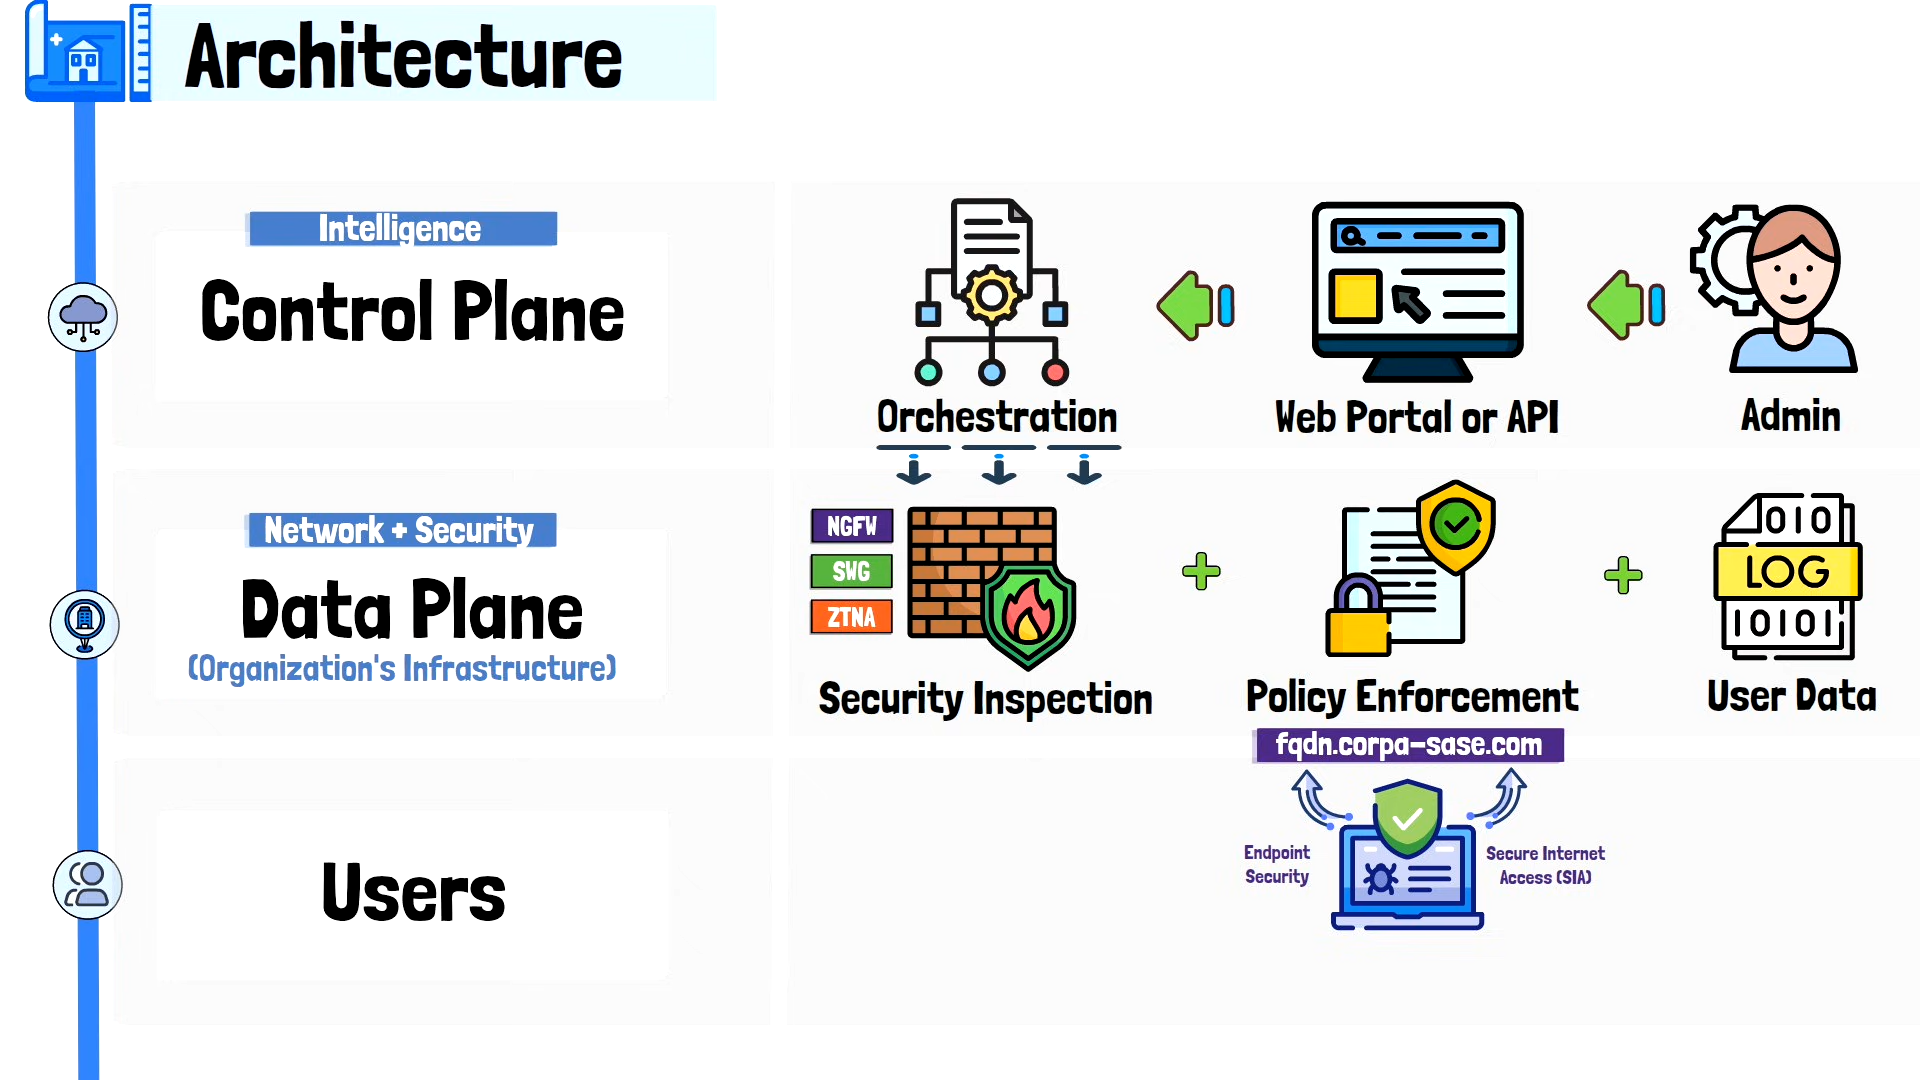 Architecture
Intelligence
Control Plane
Orchestration
Web Portal or API
Admin
Network + Security
Data Plane
(Organization's Infrastructure)
NGFW
SWG
ZTNA
Security Inspection
Policy Enforcement
010
LOG
10101
User Data
fqdn.corpa-sase.com
Users
Endpoint
Security
Secure Internet
Access (SIA)